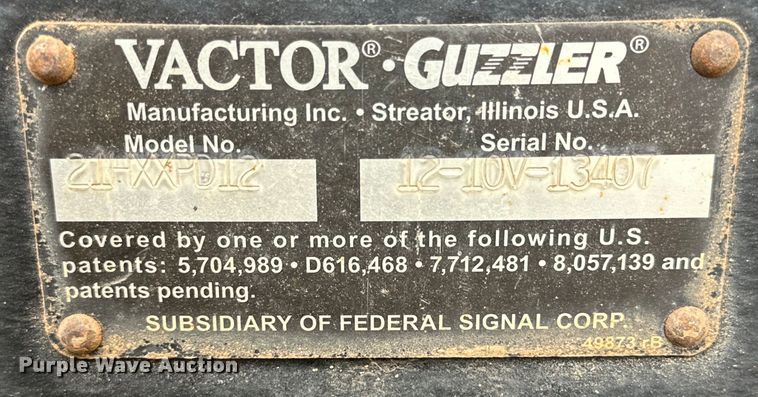 VACTOR® • GUZZLER®
Manufacturing Inc. • Streator, Illinois U.S.A.
Model No. Serial No.
21-HXXPD12 12-10V-13407
Covered by one or more of the following U.S.
patents: 5,704,989 • D616,468 • 7,712,481 • 8,057,139 and
patents pending.
SUBSIDIARY OF FEDERAL SIGNAL CORP.
49873 rB
Purple Wave Auction